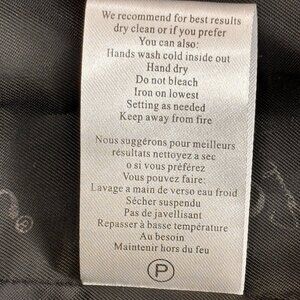 We recommend for best results
dry clean or if you prefer
You can also:
Hands wash cold inside out
Hand dry
Do not bleach
Iron on lowest
Setting as needed
Keep away from fire
Nous suggérons pour meilleurs
résultats nettoyez a sec
o si vous préférez
Vous pouvez faire:
Lavage a main de verso eau froid
Sécher suspendu
Pas de javellisant
Repasser à basse température
Au besoin
Maintenir hors du feu
P
®